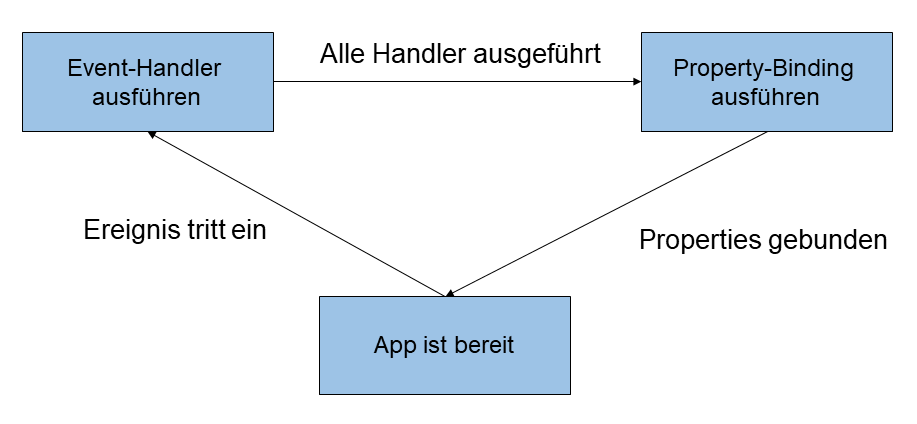 Event-Handler
ausführen
Alle Handler ausgeführt
Property-Binding
ausführen
Ereignis tritt ein
Properties gebunden
App ist bereit